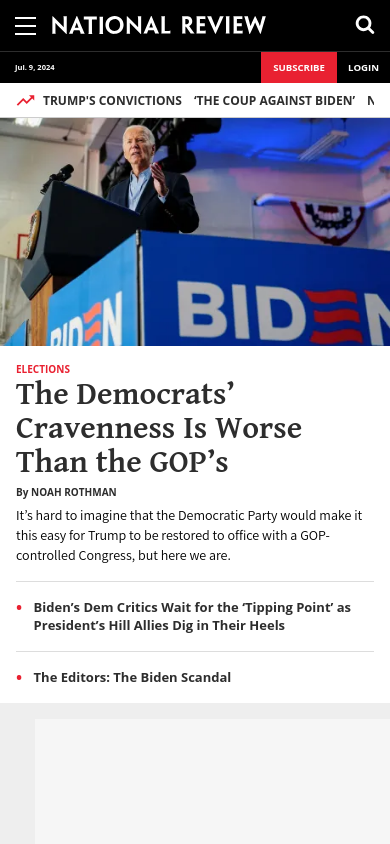 NATIONAL REVIEW
Jul. 9, 2024
SUBSCRIBE
LOGIN
TRUMP'S CONVICTIONS ‘THE COUP AGAINST BIDEN’ N
BIDEN
BIDEN
ELECTIONS
The Democrats’
Cravenness Is Worse
Than the GOP’s
By NOAH ROTHMAN
It’s hard to imagine that the Democratic Party would make it
this easy for Trump to be restored to office with a GOP-
controlled Congress, but here we are.
Biden’s Dem Critics Wait for the ‘Tipping Point’ as
President’s Hill Allies Dig in Their Heels
The Editors: The Biden Scandal